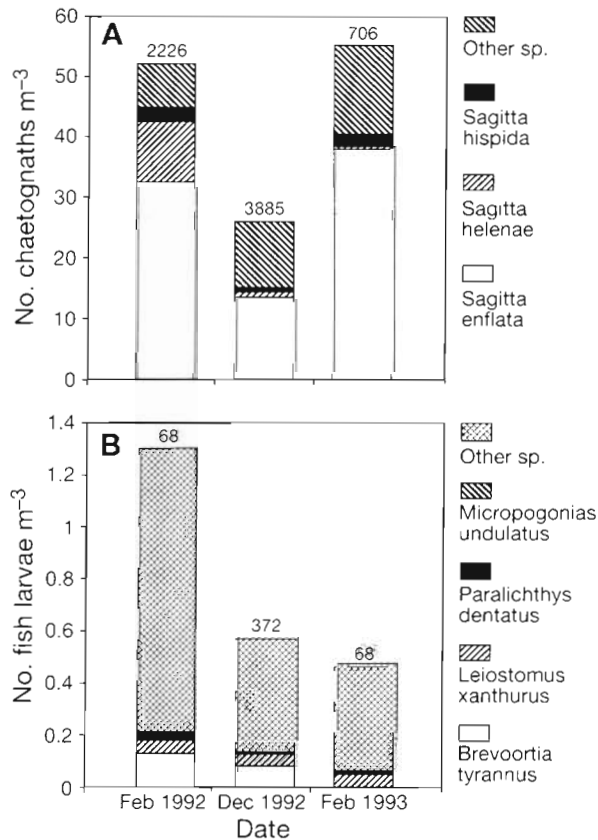 A
No. chaetognaths m⁻³
60
50
40
30
20
10
0
2226
3885
706
Other sp.
Sagitta
hispida
Sagitta
helenae
Sagitta
enflata
B
No. fish larvae m⁻³
1.4
1.2
1
0.8
0.6
0.4
0.2
0
68
372
68
Feb 1992 Dec 1992 Feb 1993
Date
Other sp.
Micropogonias
undulatus
Paralichthys
dentatus
Leiostomus
xanthurus
Brevoortia
tyrannus